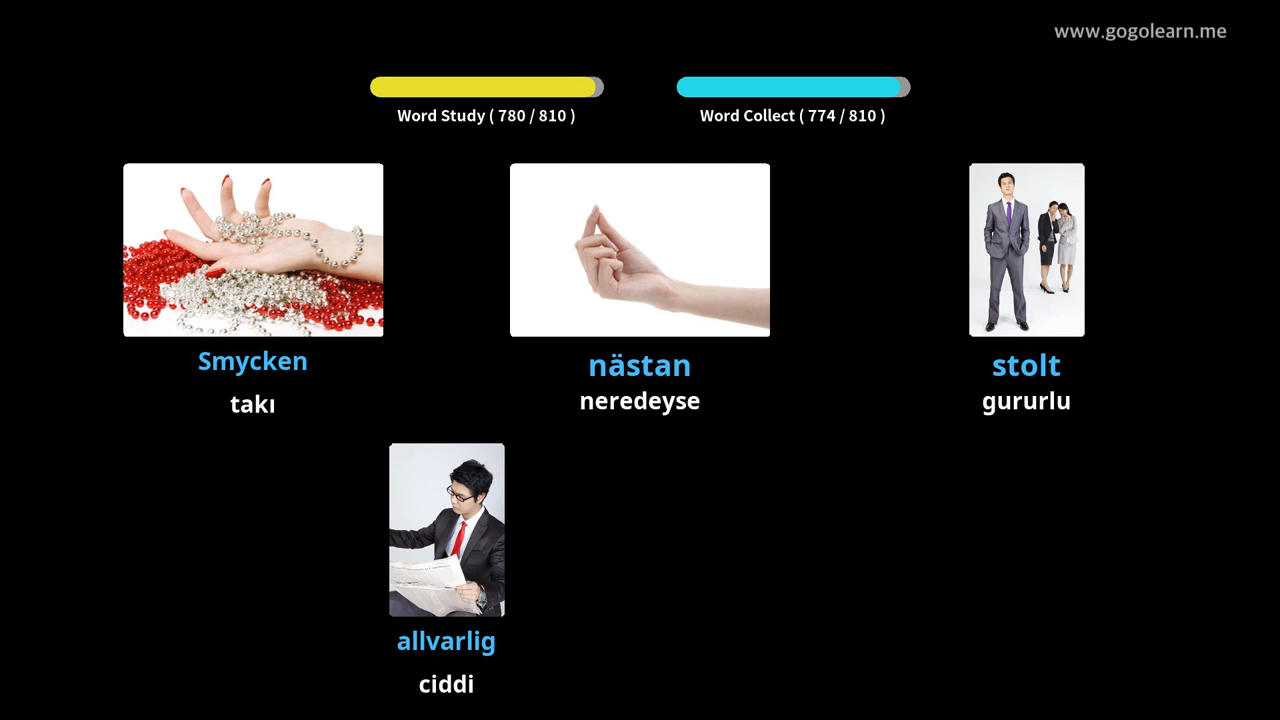 www.gogolearn.me
Word Study ( 780 / 810 )
Word Collect ( 774 / 810 )
Smycken
takı
nästan
neredeyse
stolt
gururlu
allvarlig
ciddi